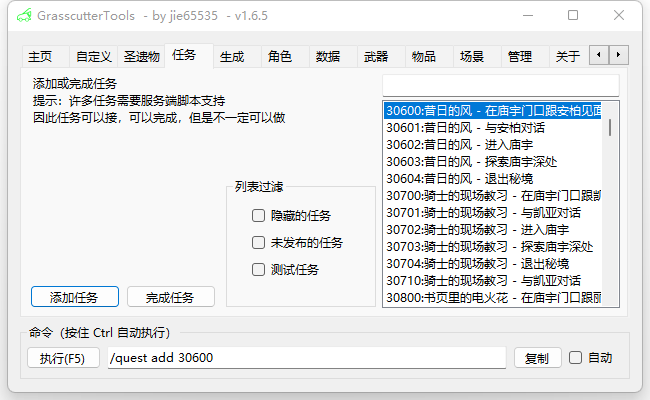 GrasscutterTools - by jie65535 - v1.6.5
主页 自定义 圣遗物 任务 生成 角色 数据 武器 物品 场景 管理 关于
添加或完成任务
提示：许多任务需要服务端脚本支持
因此任务可以接，可以完成，但是不一定可以做
列表过滤
隐藏的任务
未发布的任务
测试任务
添加任务 完成任务
30600:昔日的风 - 在庙宇门口跟安柏见面
30601:昔日的风 - 与安柏对话
30602:昔日的风 - 进入庙宇
30603:昔日的风 - 探索庙宇深处
30604:昔日的风 - 退出秘境
30700:骑士的现场教习 - 在庙宇门口跟凯
30701:骑士的现场教习 - 与凯亚对话
30702:骑士的现场教习 - 进入庙宇
30703:骑士的现场教习 - 探索庙宇深处
30704:骑士的现场教习 - 退出秘境
30710:骑士的现场教习 - 与凯亚对话
30800:书页里的电火花 - 在庙宇门口跟丽
命令（按住 Ctrl 自动执行）
执行(F5) /quest add 30600 复制 自动